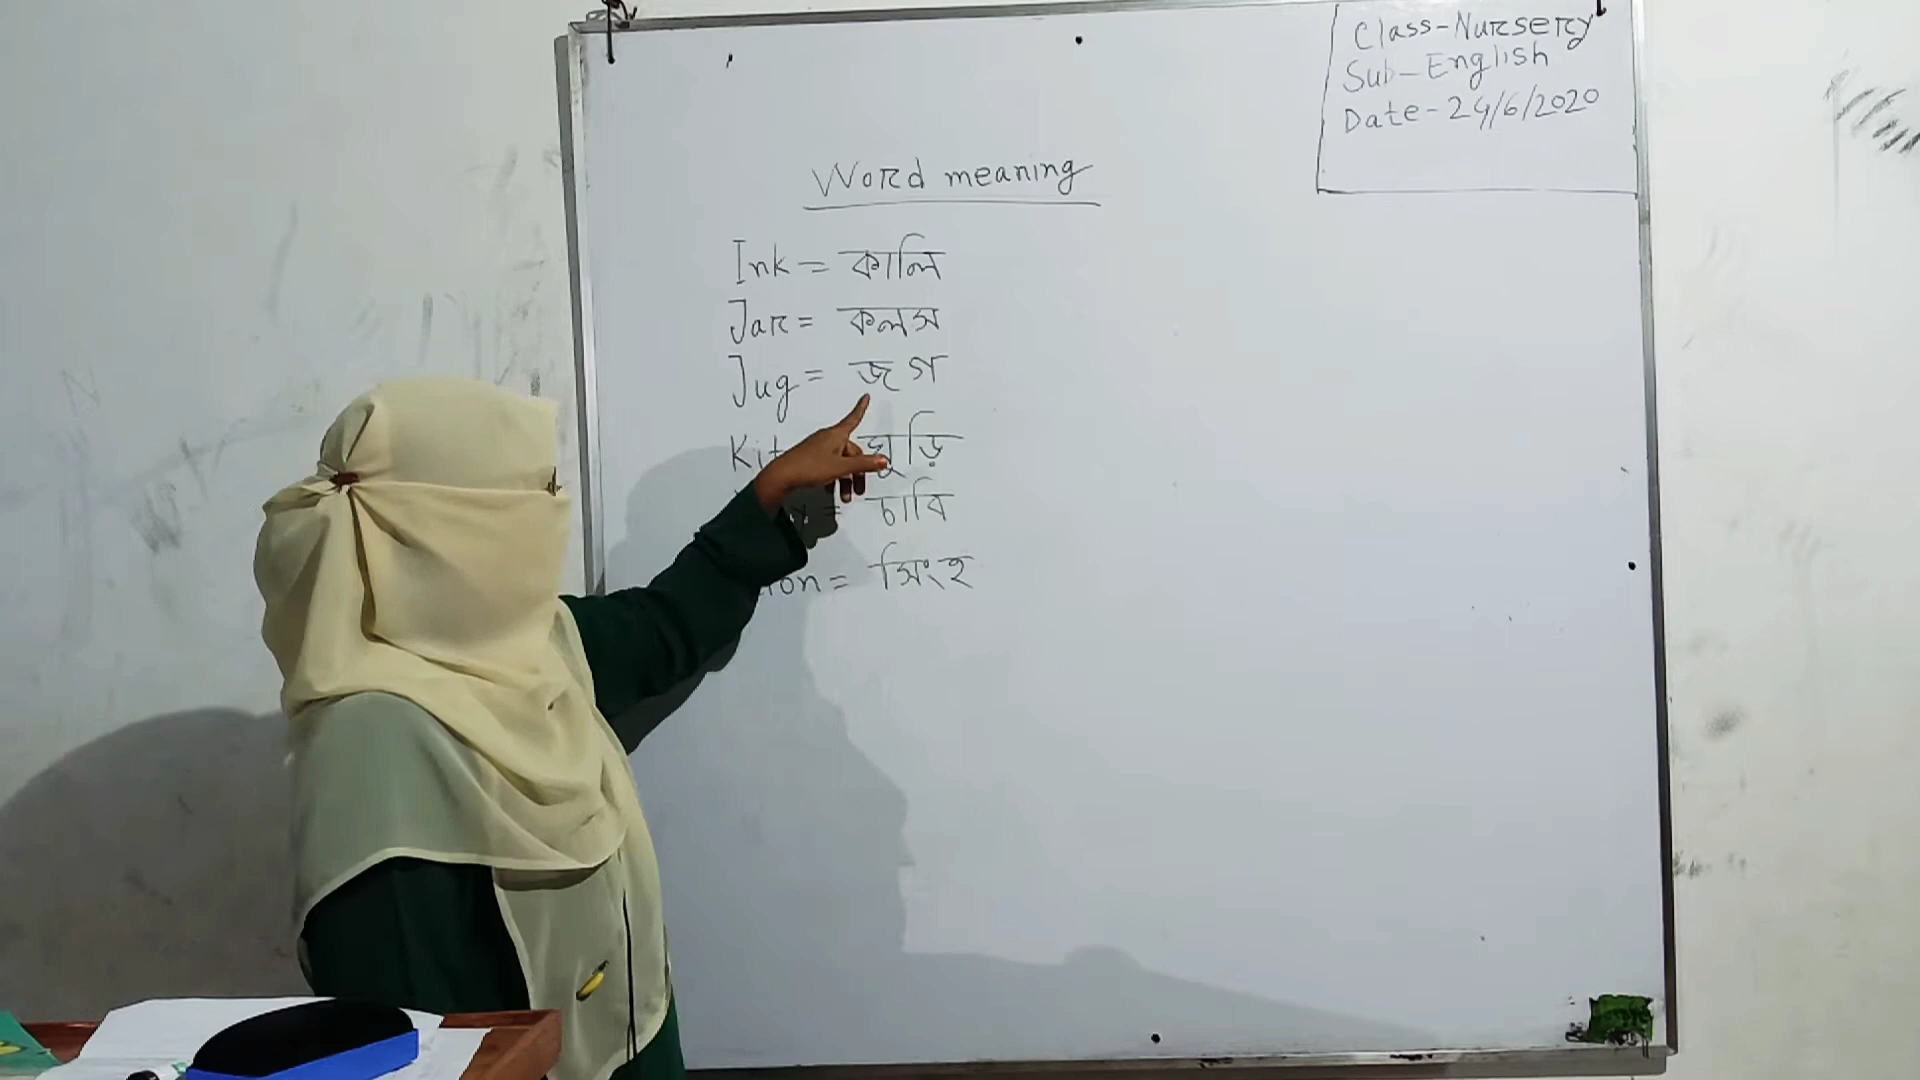 Class-Nursery
Sub-English
Date-24/6/2020
Word meaning
Ink = কালি
Jar = কলস
Jug = জগ
ঘুড়ি
= চাবি
= সিংহ